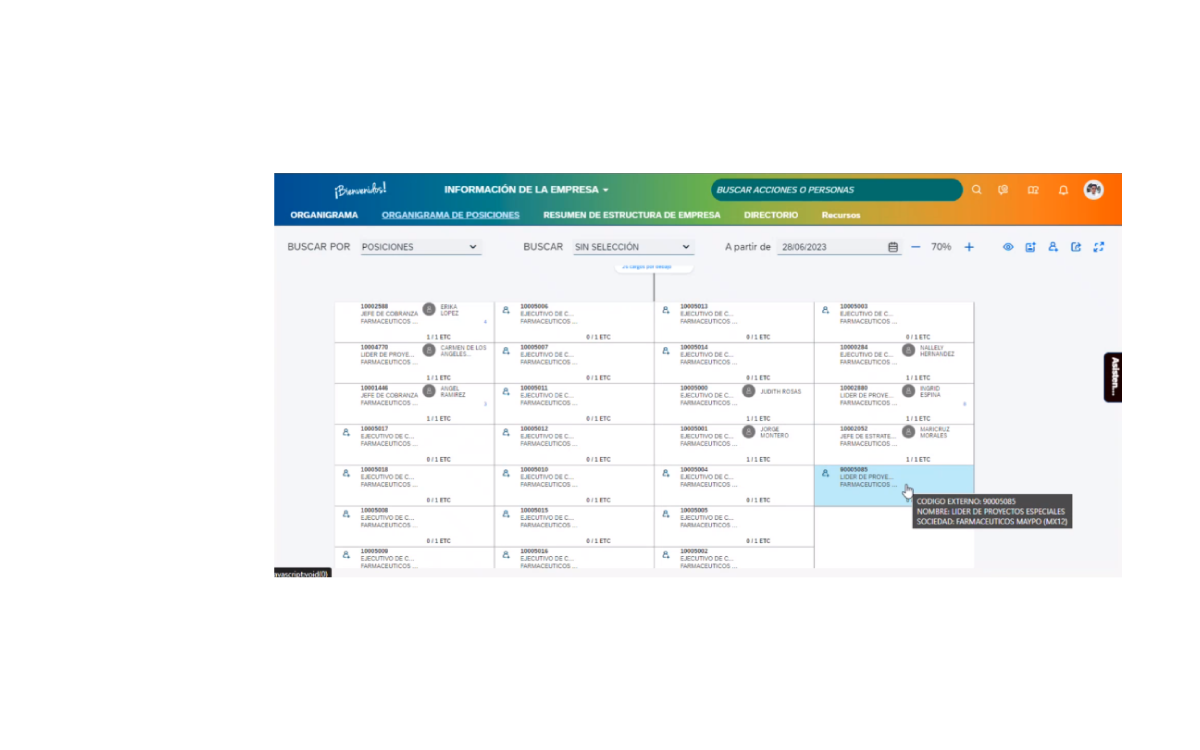 ¡Bienvenidos!
INFORMACIÓN DE LA EMPRESA
BUSCAR ACCIONES O PERSONAS
ORGANIGRAMA
ORGANIGRAMA DE POSICIONES
RESUMEN DE ESTRUCTURA DE EMPRESA
DIRECTORIO
Recursos
BUSCAR POR
POSICIONES
BUSCAR
SIN SELECCIÓN
A partir de
28/06/2023
70%
10002588
JEFE DE COBRANZA
FARMACEUTICOS ...
ERIKA
LOPEZ
1 / 1 ETC
10005006
EJECUTIVO DE C...
FARMACEUTICOS ...
0 / 1 ETC
10005013
EJECUTIVO DE C...
FARMACEUTICOS ...
0 / 1 ETC
10005003
EJECUTIVO DE C...
FARMACEUTICOS ...
0 / 1 ETC
10004770
LIDER DE PROYE...
FARMACEUTICOS ...
CARMEN DE LOS
ANGELES...
1 / 1 ETC
10005007
EJECUTIVO DE C...
FARMACEUTICOS ...
0 / 1 ETC
10005014
EJECUTIVO DE C...
FARMACEUTICOS ...
0 / 1 ETC
10000284
EJECUTIVO DE C...
FARMACEUTICOS ...
NALLELY
HERNANDEZ
1 / 1 ETC
10001446
JEFE DE COBRANZA
FARMACEUTICOS ...
ANGEL
RAMIREZ
1 / 1 ETC
10005011
EJECUTIVO DE C...
FARMACEUTICOS ...
0 / 1 ETC
10005000
EJECUTIVO DE C...
FARMACEUTICOS ...
JUDITH ROSAS
1 / 1 ETC
10002880
LIDER DE PROYE...
FARMACEUTICOS ...
INGRID
ESPINA
1 / 1 ETC
10005017
EJECUTIVO DE C...
FARMACEUTICOS ...
0 / 1 ETC
10005012
EJECUTIVO DE C...
FARMACEUTICOS ...
0 / 1 ETC
10005001
EJECUTIVO DE C...
FARMACEUTICOS ...
JORGE
MONTERO
1 / 1 ETC
10002052
JEFE DE ESTRATE...
FARMACEUTICOS ...
MARICRUZ
MORALES
1 / 1 ETC
10005018
EJECUTIVO DE C...
FARMACEUTICOS ...
0 / 1 ETC
10005010
EJECUTIVO DE C...
FARMACEUTICOS ...
0 / 1 ETC
10005004
EJECUTIVO DE C...
FARMACEUTICOS ...
0 / 1 ETC
90005085
LIDER DE PROYE...
FARMACEUTICOS ...
CODIGO EXTERNO: 90005085
NOMBRE: LIDER DE PROYECTOS ESPECIALES
SOCIEDAD: FARMACEUTICOS MAYPO (MX12)
10005008
EJECUTIVO DE C...
FARMACEUTICOS ...
0 / 1 ETC
10005015
EJECUTIVO DE C...
FARMACEUTICOS ...
0 / 1 ETC
10005005
EJECUTIVO DE C...
FARMACEUTICOS ...
0 / 1 ETC
10005009
EJECUTIVO DE C...
FARMACEUTICOS ...
10005016
EJECUTIVO DE C...
FARMACEUTICOS ...
10005002
EJECUTIVO DE C...
FARMACEUTICOS ...
Asisten...